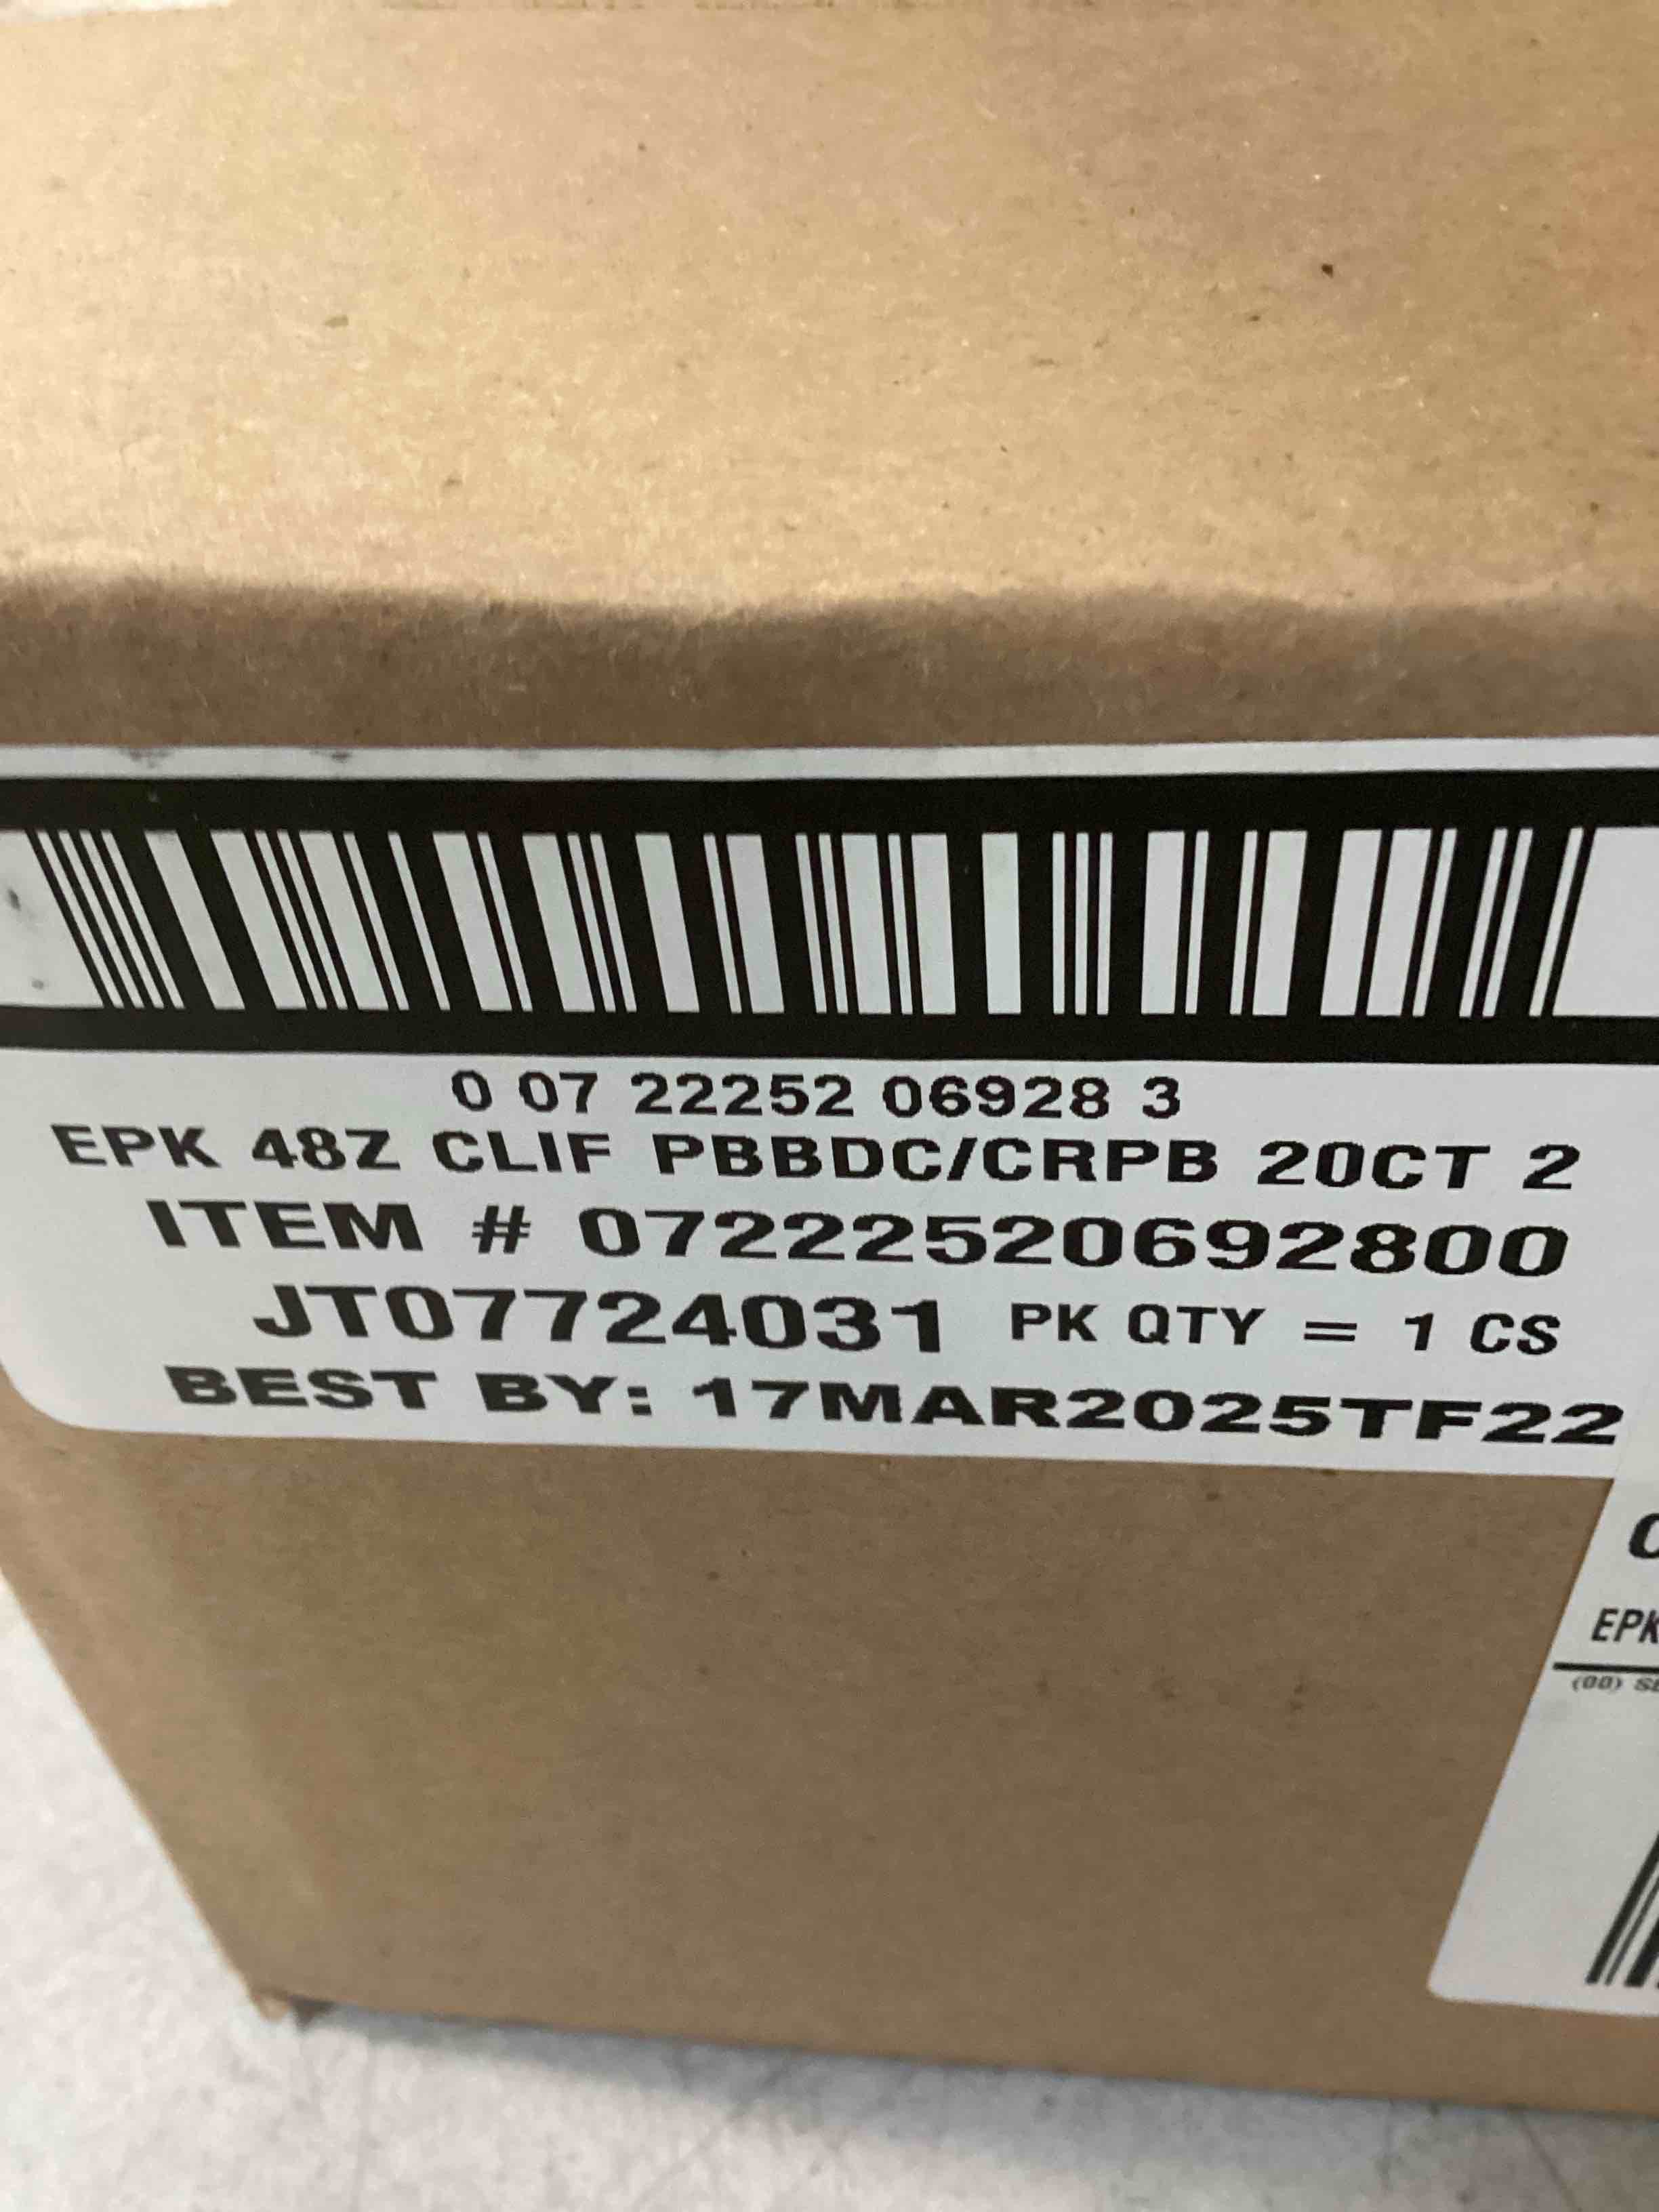 0 07 22252 06928 3
EPK 48Z CLIF PBBDC/CRPB 20CT 2
ITEM # 07222520692800
JT07724031 PK QTY = 1 CS
BEST BY: 17MAR2025TF22
EPK
(00)